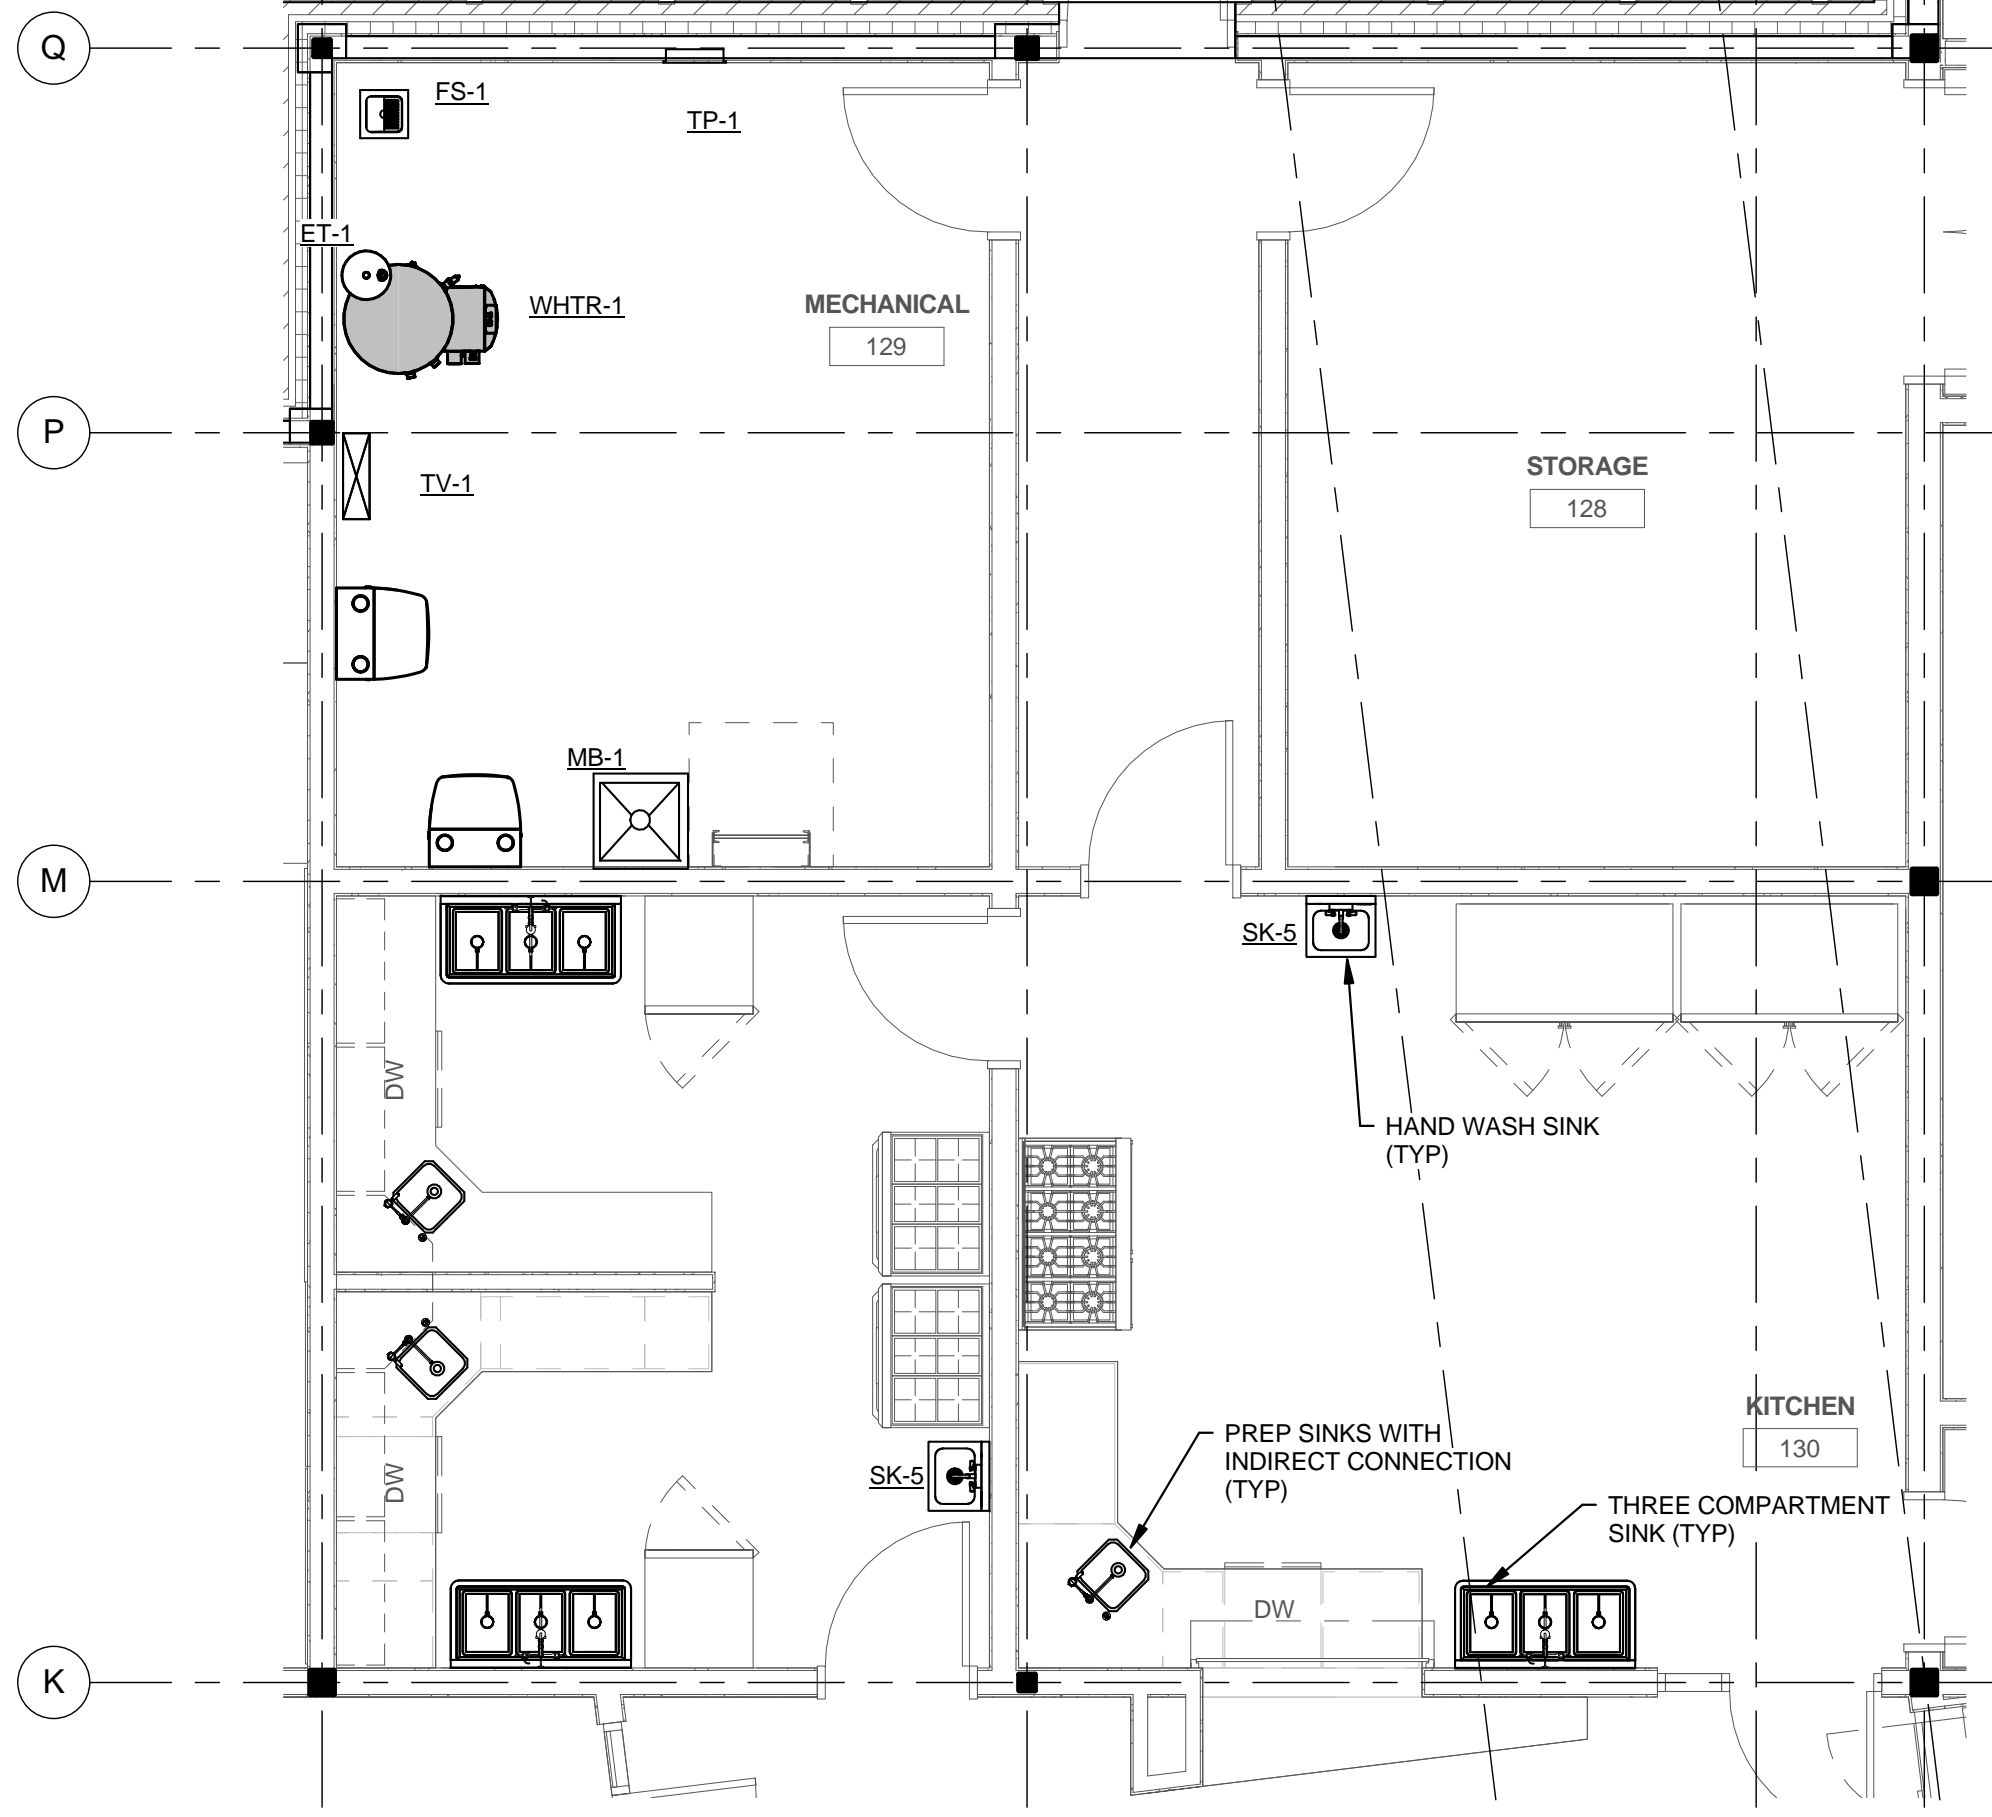 Q
FS-1
TP-1
ET-1
WHTR-1
MECHANICAL
129
P
STORAGE
128
TV-1
MB-1
M
SK-5
DW
HAND WASH SINK
(TYP)
KITCHEN
130
PREP SINKS WITH
INDIRECT CONNECTION
(TYP)
SK-5
DW
THREE COMPARTMENT
SINK (TYP)
DW
K